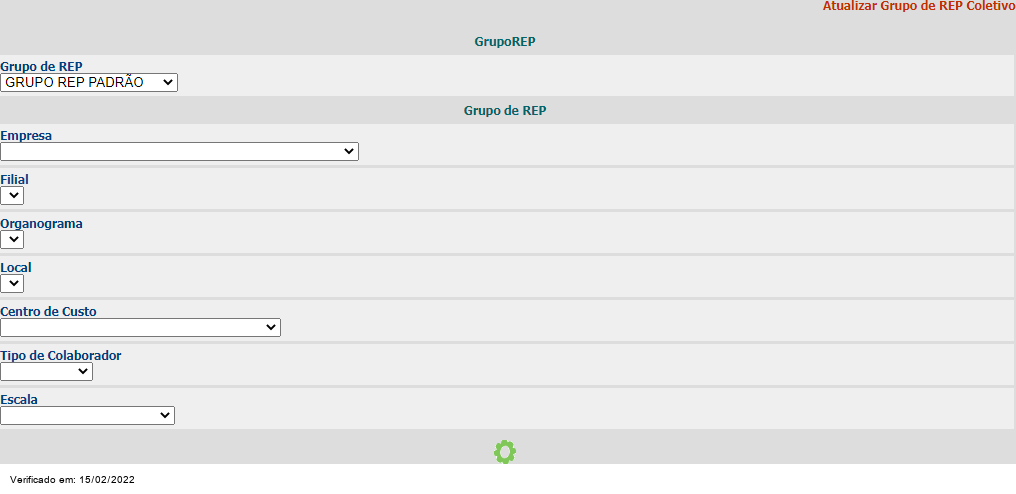 Atualizar Grupo de REP Coletivo
GrupoREP
Grupo de REP
GRUPO REP PADRÃO
Grupo de REP
Empresa
Filial
Organograma
Local
Centro de Custo
Tipo de Colaborador
Escala
Verificado em: 15/02/2022